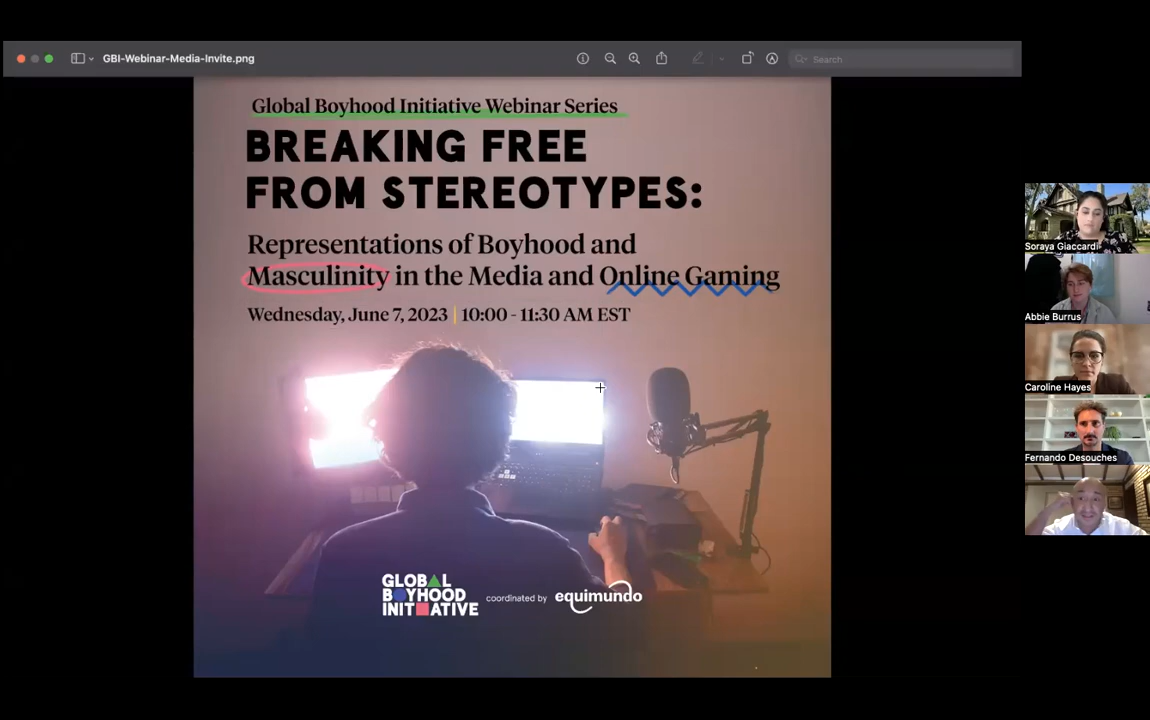 GBI-Webinar-Media-Invite.png
Search
Global Boyhood Initiative Webinar Series
BREAKING FREE
FROM STEREOTYPES:
Representations of Boyhood and
Masculinity in the Media and Online Gaming
Wednesday, June 7, 2023 | 10:00 - 11:30 AM EST
GLOBAL
BOYHOOD
INITIATIVE
coordinated by
equimundo
Soraya Giaccardi
Abbie Burrus
Caroline Hayes
Fernando Desouches